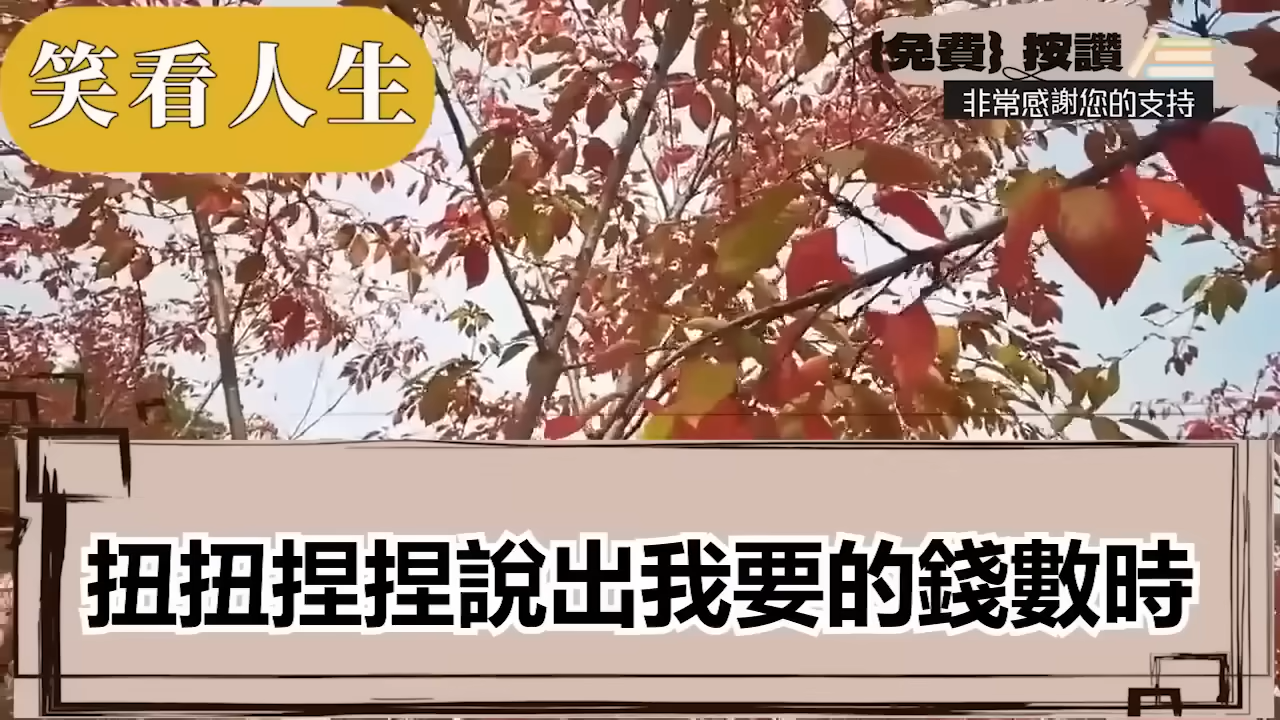 笑看人生
{免費} 按讚
非常感謝您的支持
扭扭捏捏說出我要的錢數時